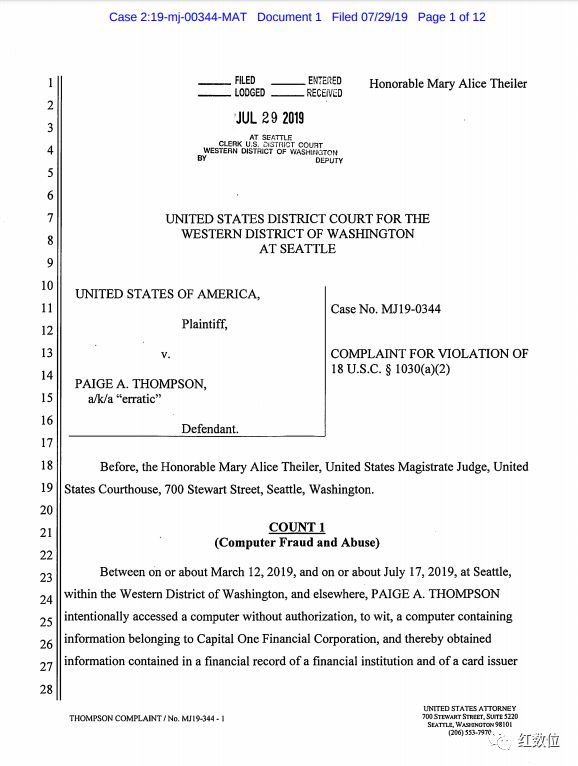 Case 2:19-mj-00344-MAT Document 1 Filed 07/29/19 Page 1 of 12
____ FILED ____ ENTERED
____ LODGED ____ RECEIVED
Honorable Mary Alice Theiler
JUL 29 2019
AT SEATTLE
CLERK U.S. DISTRICT COURT
WESTERN DISTRICT OF WASHINGTON
BY DEPUTY
1
2
3
4
5
6
7
8
9
10
11
12
13
14
15
16
17
18
19
20
21
22
23
24
25
26
27
28
UNITED STATES DISTRICT COURT FOR THE
WESTERN DISTRICT OF WASHINGTON
AT SEATTLE
UNITED STATES OF AMERICA,
Plaintiff,
v.
PAIGE A. THOMPSON,
a/k/a “erratic”
Defendant.
Case No. MJ19-0344
COMPLAINT FOR VIOLATION OF
18 U.S.C. § 1030(a)(2)
Before, the Honorable Mary Alice Theiler, United States Magistrate Judge, United
States Courthouse, 700 Stewart Street, Seattle, Washington.
COUNT 1
(Computer Fraud and Abuse)
Between on or about March 12, 2019, and on or about July 17, 2019, at Seattle,
within the Western District of Washington, and elsewhere, PAIGE A. THOMPSON
intentionally accessed a computer without authorization, to wit, a computer containing
information belonging to Capital One Financial Corporation, and thereby obtained
information contained in a financial record of a financial institution and of a card issuer
THOMPSON COMPLAINT / No. MJ19-344 - 1
UNITED STATES ATTORNEY
700 STEWART STREET, SUITE 5220
SEATTLE, WASHINGTON 98101
(206) 553-7970
红数位